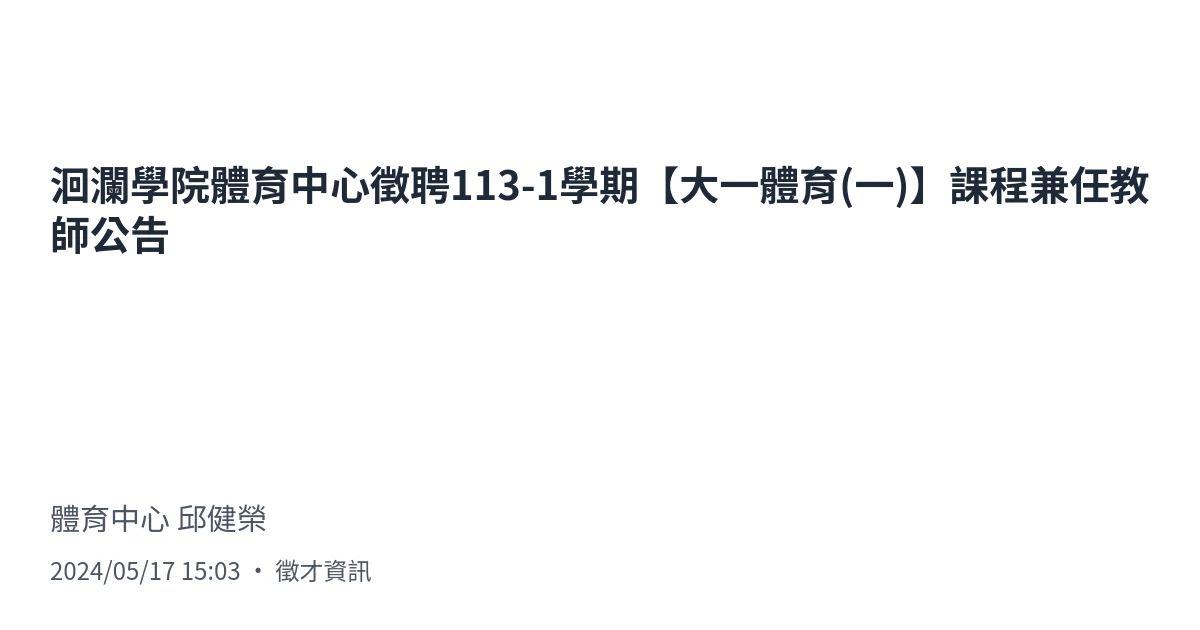 洄瀾學院體育中心徵聘113-1學期【大一體育(一)】課程兼任教
師公告
體育中心 邱健榮
2024/05/17 15:03 • 徵才資訊